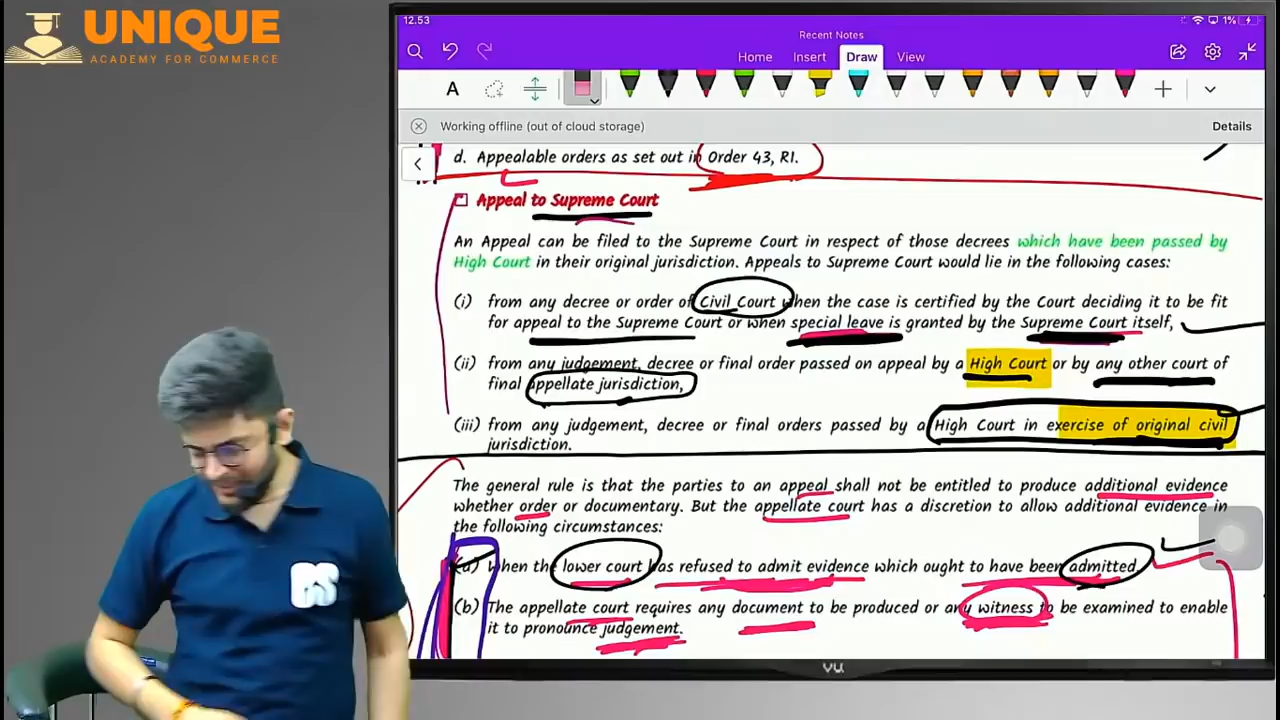 UNIQUE
ACADEMY FOR COMMERCE
12.53
1%
Recent Notes
Home Insert Draw View
A
Working offline (out of cloud storage)
Details
d. Appealable orders as set out in Order 43, R1.
Appeal to Supreme Court
An Appeal can be filed to the Supreme Court in respect of those decrees which have been passed by
High Court in their original jurisdiction. Appeals to Supreme Court would lie in the following cases:
(i) from any decree or order of Civil Court when the case is certified by the Court deciding it to be fit
for appeal to the Supreme Court or when special leave is granted by the Supreme Court itself,
(ii) from any judgement, decree or final order passed on appeal by a High Court or by any other court of
final appellate jurisdiction,
(iii) from any judgement, decree or final orders passed by a High Court in exercise of original civil
jurisdiction.
The general rule is that the parties to an appeal shall not be entitled to produce additional evidence
whether order or documentary. But the appellate court has a discretion to allow additional evidence in
the following circumstances:
(a) when the lower court has refused to admit evidence which ought to have been admitted.
(b) The appellate court requires any document to be produced or any witness to be examined to enable
it to pronounce judgement.
VU